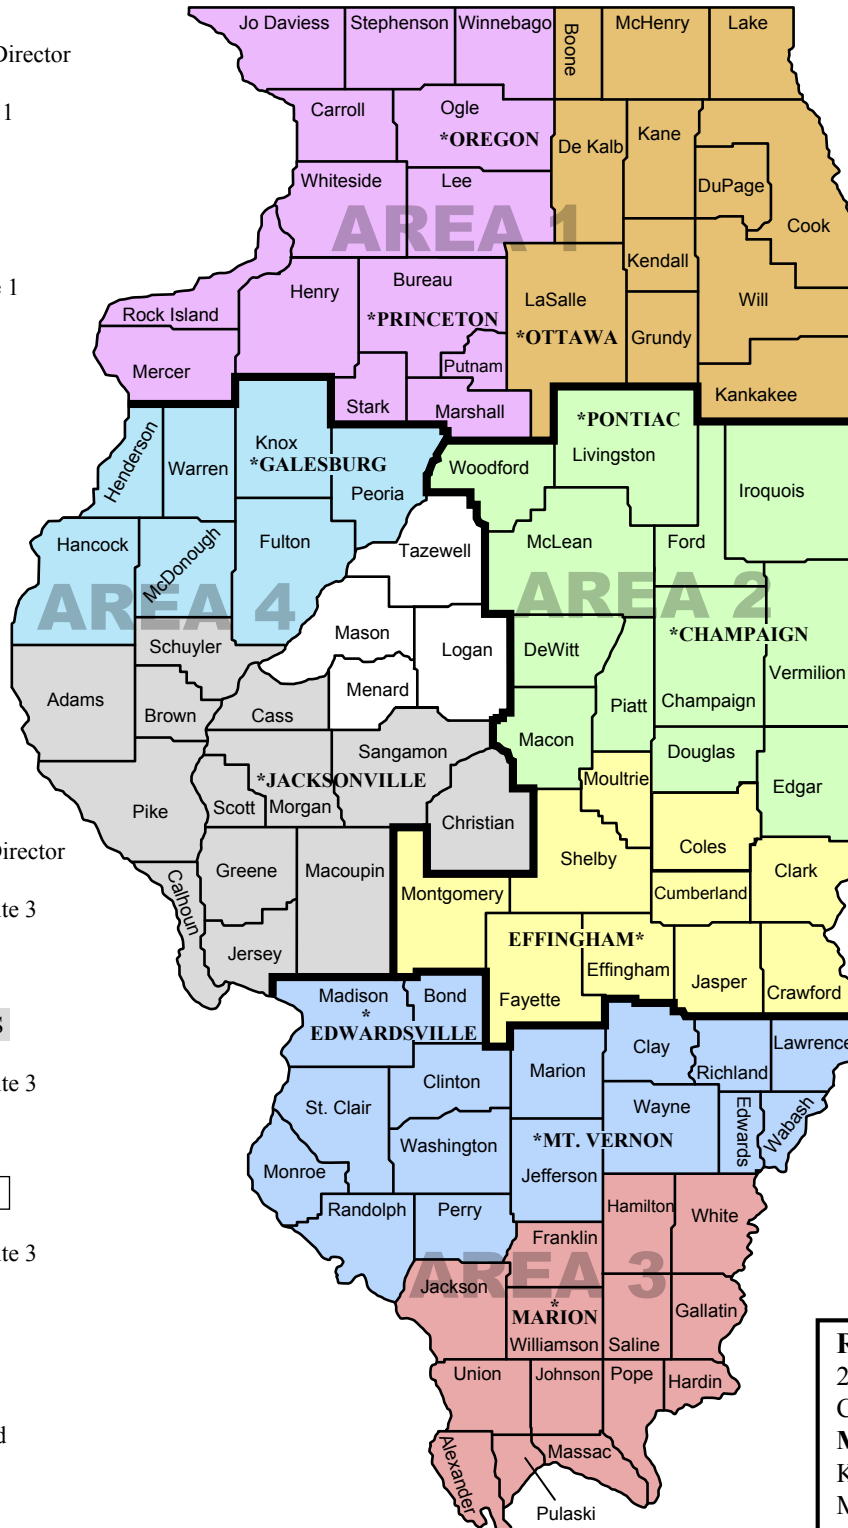 Jo Daviess
Stephenson
Winnebago
Boone
McHenry
Lake
Director
1
Carroll
Ogle
*OREGON
De Kalb
Kane
DuPage
Cook
Whiteside
Lee
AREA 1
Kendall
Will
1
Rock Island
Henry
Bureau
*PRINCETON
LaSalle
*OTTAWA
Grundy
Putnam
Mercer
Stark
Marshall
Kankakee
*PONTIAC
Livingston
Henderson
Warren
Knox
*GALESBURG
Peoria
Woodford
Iroquois
Hancock
McDonough
Fulton
Tazewell
McLean
Ford
AREA 4
AREA 2
Schuyler
Mason
Logan
DeWitt
*CHAMPAIGN
Vermilion
Adams
Brown
Cass
Menard
Piatt
Champaign
Sangamon
Macon
Douglas
*JACKSONVILLE
Moultrie
Edgar
Pike
Scott
Morgan
Christian
Director
Greene
Macoupin
Shelby
Coles
Clark
Calhoun
Montgomery
Cumberland
te 3
Jersey
EFFINGHAM*
Effingham
Fayette
Jasper
Crawford
S
Madison
*
EDWARDSVILLE
Bond
Clay
Lawrence
Richland
Marion
te 3
Clinton
St. Clair
Wayne
Edwards
Wabash
Washington
*MT. VERNON
Jefferson
Monroe
Randolph
Perry
Hamilton
White
te 3
Franklin
AREA 3
Jackson
*
MARION
Williamson
Saline
Gallatin
Union
Johnson
Pope
Hardin
R
2
C
M
K
M
d
Alexander
Massac
Pulaski